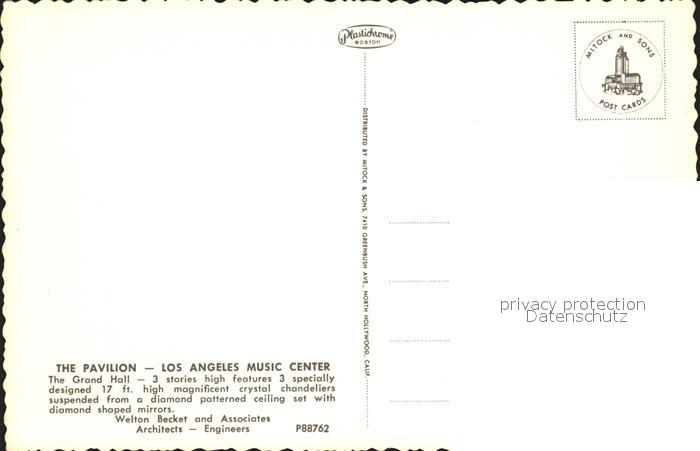 Plastichrome
BOSTON
MITOCK AND SONS
POST CARDS
DISTRIBUTED BY MITOCK & SONS, 7410 GREENBUSH AVE., NORTH HOLLYWOOD, CALIF.
privacy protection
Datenschutz
THE PAVILION — LOS ANGELES MUSIC CENTER
The Grand Hall — 3 stories high features 3 specially
designed 17 ft. high magnificent crystal chandeliers
suspended from a diamond patterned ceiling set with
diamond shaped mirrors.
Welton Becket and Associates
Architects — Engineers P88762